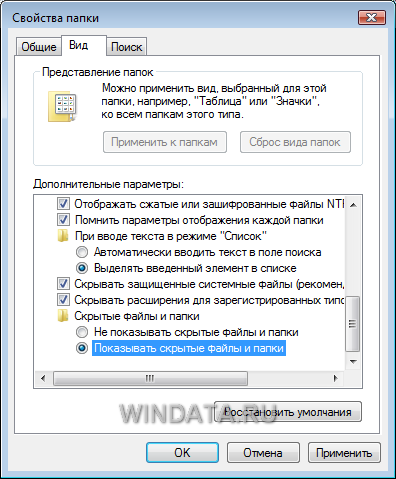 Свойства папки
Общие Вид Поиск
Представление папок
Можно применить вид, выбранный для этой
папки, например, "Таблица" или "Значки",
ко всем папкам этого типа.
Применить к папкам Сброс вида папок
Дополнительные параметры:
Отображать сжатые или зашифрованные файлы NTF
Помнить параметры отображения каждой папки
При вводе текста в режиме "Список"
Автоматически вводить текст в поле поиска
Выделять введенный элемент в списке
Скрывать защищенные системные файлы (рекомен,
Скрывать расширения для зарегистрированных типо
Скрытые файлы и папки
Не показывать скрытые файлы и папки
Показывать скрытые файлы и папки
Восстановить умолчания
WINDATA.RU
OK Отмена Применить